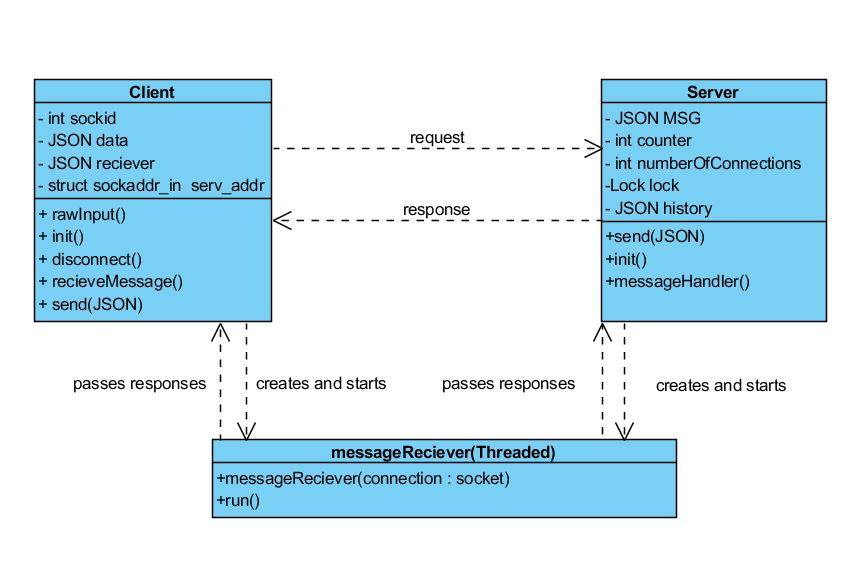 Client
- int sockid
- JSON data
- JSON reciever
- struct sockaddr_in serv_addr
+ rawInput()
+ init()
+ disconnect()
+ recieveMessage()
+ send(JSON)
request
response
Server
- JSON MSG
- int counter
- int numberOfConnections
-Lock lock
- JSON history
+send(JSON)
+init()
+messageHandler()
passes responses
creates and starts
passes responses
creates and starts
messageReciever(Threaded)
+messageReciever(connection : socket)
+run()